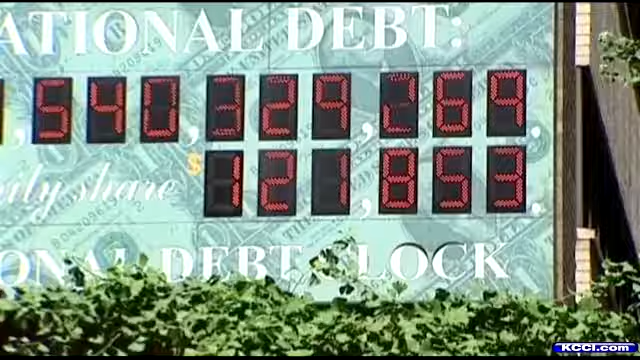 ATIONAL DEBT:
,540,329,269.
ily share $121,853.
ONAL DEBT CLOCK
KCCI.com